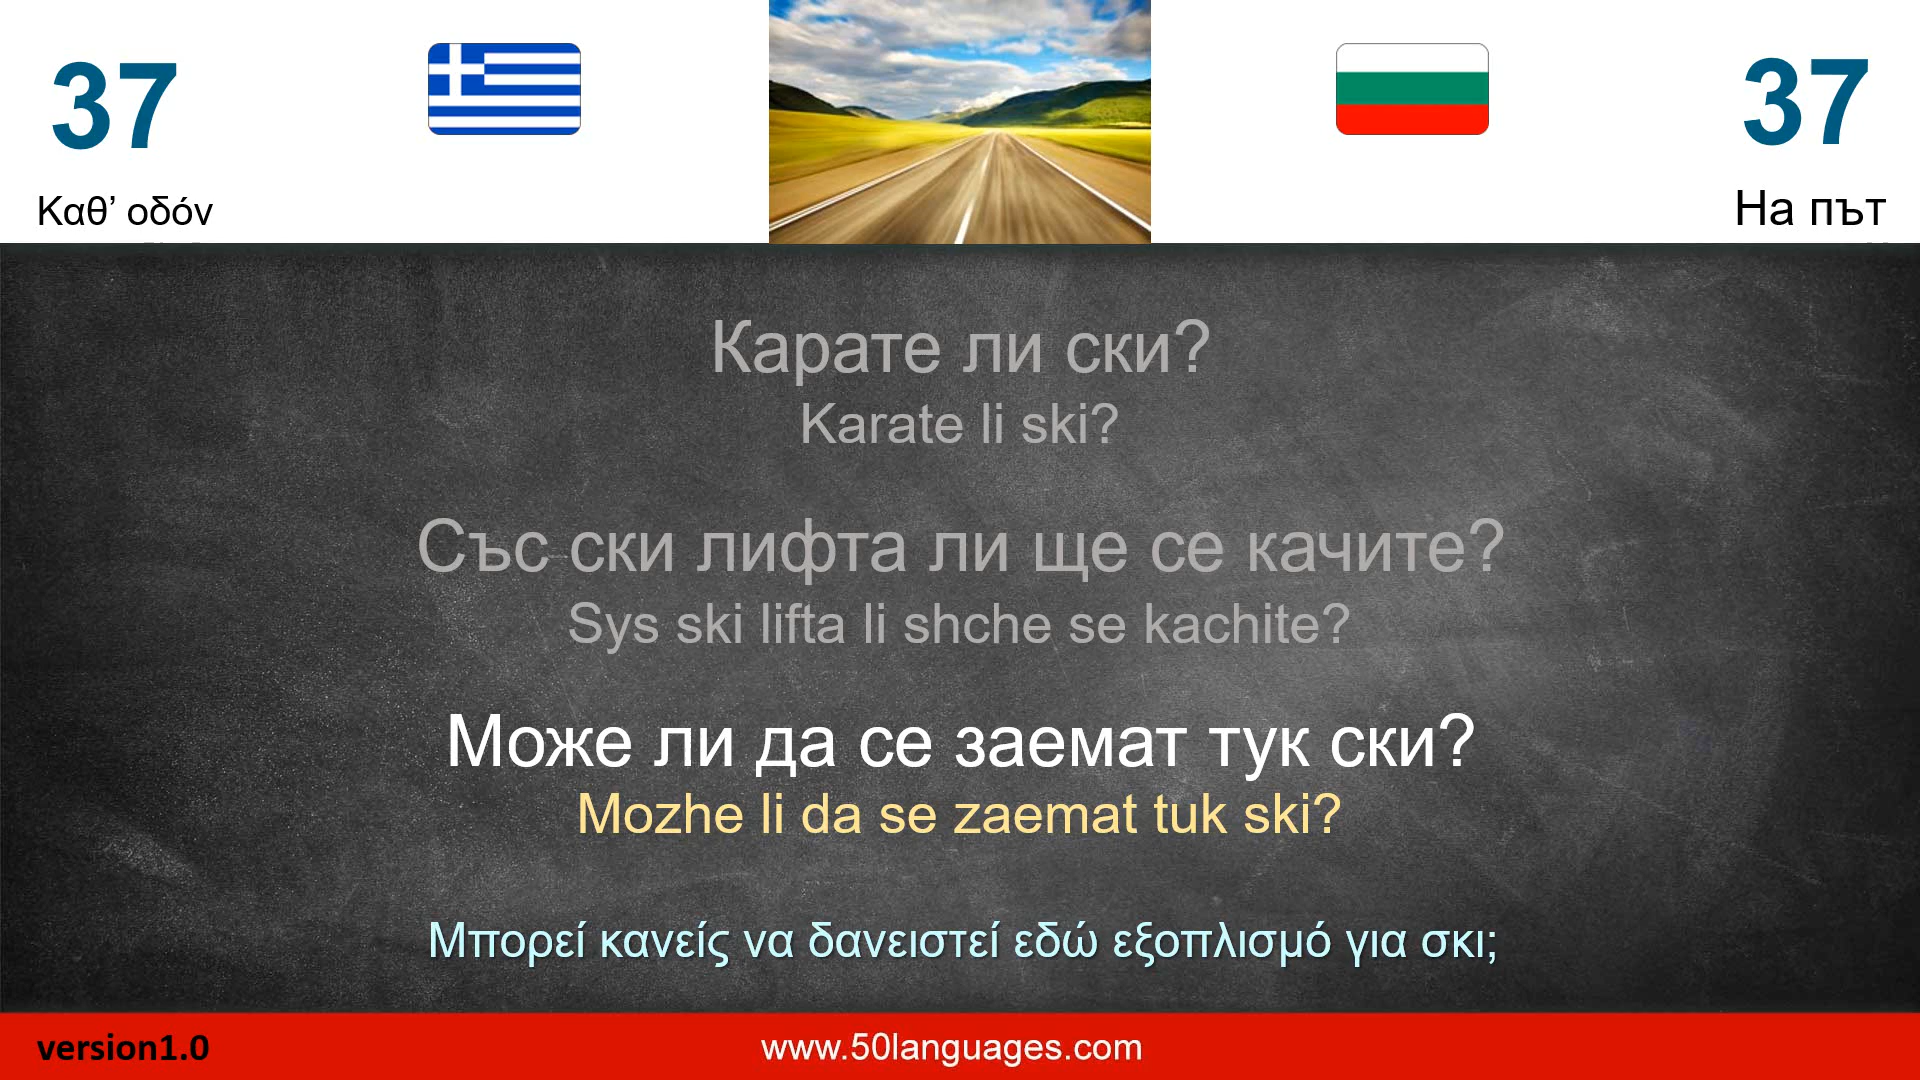 37
37
Καθ’ οδόν
На път
Карате ли ски?
Karate li ski?
Със ски лифта ли ще се качите?
Sys ski lifta li shche se kachite?
Може ли да се заемат тук ски?
Mozhe li da se zaemat tuk ski?
Μπορεί κανείς να δανειστεί εδώ εξοπλισμό για σκι;
version1.0
www.50languages.com